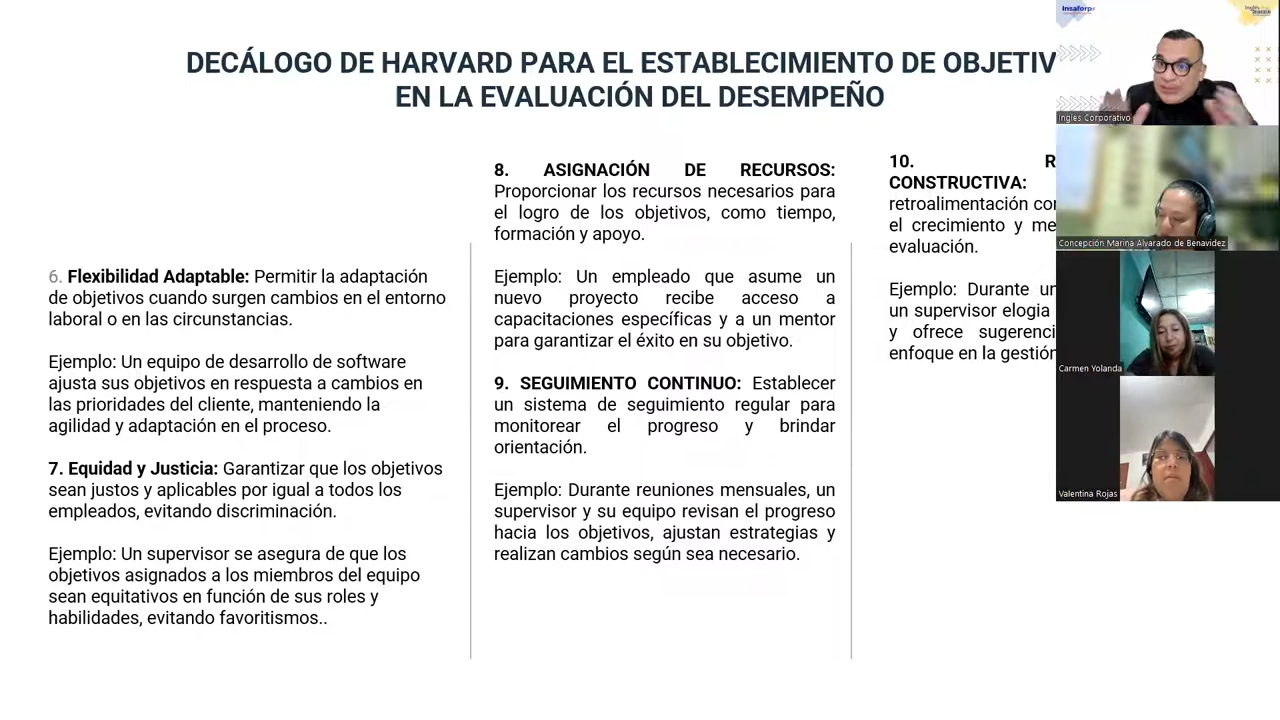 DECÁLOGO DE HARVARD PARA EL ESTABLECIMIENTO DE OBJETIV
EN LA EVALUACIÓN DEL DESEMPEÑO
6. Flexibilidad Adaptable: Permitir la adaptación
de objetivos cuando surgen cambios en el entorno
laboral o en las circunstancias.
Ejemplo: Un equipo de desarrollo de software
ajusta sus objetivos en respuesta a cambios en
las prioridades del cliente, manteniendo la
agilidad y adaptación en el proceso.
7. Equidad y Justicia: Garantizar que los objetivos
sean justos y aplicables por igual a todos los
empleados, evitando discriminación.
Ejemplo: Un supervisor se asegura de que los
objetivos asignados a los miembros del equipo
sean equitativos en función de sus roles y
habilidades, evitando favoritismos..
8. ASIGNACIÓN DE RECURSOS:
Proporcionar los recursos necesarios para
el logro de los objetivos, como tiempo,
formación y apoyo.
Ejemplo: Un empleado que asume un
nuevo proyecto recibe acceso a
capacitaciones específicas y a un mentor
para garantizar el éxito en su objetivo.
9. SEGUIMIENTO CONTINUO: Establecer
un sistema de seguimiento regular para
monitorear el progreso y brindar
orientación.
Ejemplo: Durante reuniones mensuales, un
supervisor y su equipo revisan el progreso
hacia los objetivos, ajustan estrategias y
realizan cambios según sea necesario.
10. R
CONSTRUCTIVA:
retroalimentación co
el crecimiento y me
evaluación.
Ejemplo: Durante un
un supervisor elogia
y ofrece sugerenci
enfoque en la gestión
Insaforp
Ingles Corporativo
Concepción Marina Alvarado de Benavidez
Carmen Yolanda
Valentina Rojas